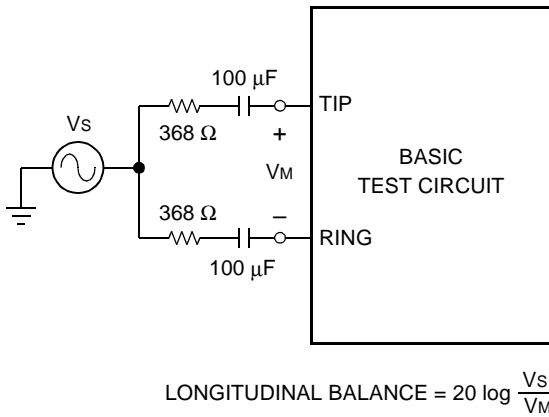 100 μF
TIP
VS
368 Ω
+
VM
BASIC
TEST CIRCUIT
368 Ω
–
RING
100 μF
LONGITUDINAL BALANCE = 20 log VS
VM